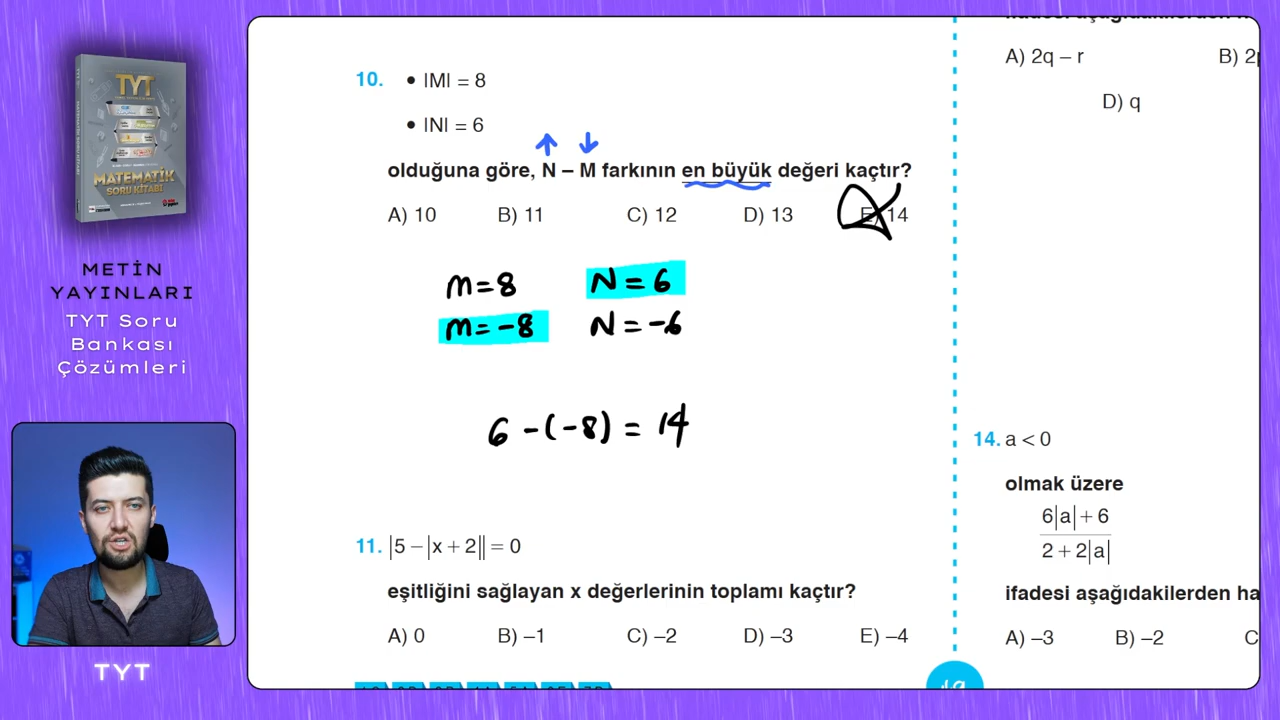 TYT
MATEMATİK
SORU KİTABI
METİN
YAYINLARI
TYT Soru
Bankası
Çözümleri
TYT
10. • |M| = 8
• |N| = 6
olduğuna göre, N – M farkının en büyük değeri kaçtır?
A) 10 B) 11 C) 12 D) 13 E) 14
M = 8 N = 6
M = -8 N = -6
6 - (-8) = 14
11. |5 – |x + 2|| = 0
eşitliğini sağlayan x değerlerinin toplamı kaçtır?
A) 0 B) –1 C) –2 D) –3 E) –4
A) 2q – r B) 2
D) q
14. a < 0
olmak üzere
6|a| + 6
2 + 2|a|
ifadesi aşağıdakilerden ha
A) –3 B) –2 C